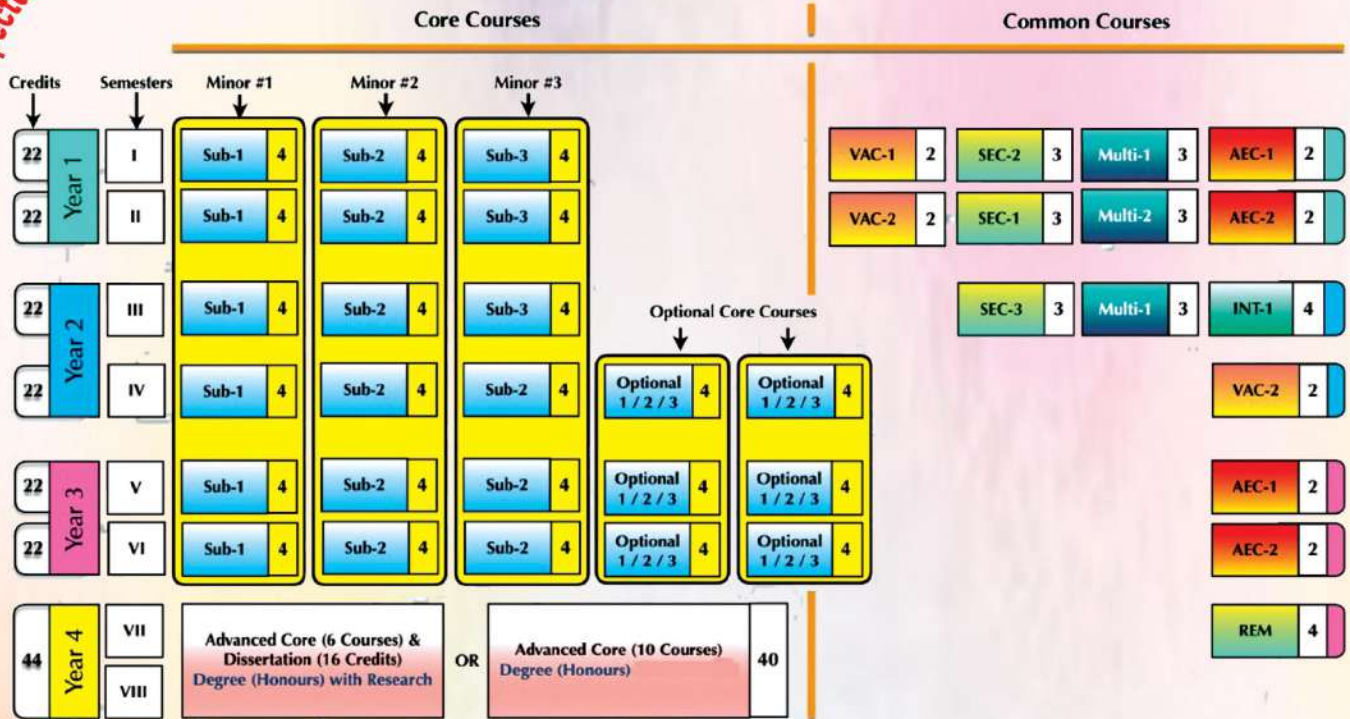 Core Courses
Common Courses
Credits Semesters Minor #1 Minor #2 Minor #3
22 Year 1 I Sub-1 4 Sub-2 4 Sub-3 4 VAC-1 2 SEC-2 3 Multi-1 3 AEC-1 2
22 II Sub-1 4 Sub-2 4 Sub-3 4 VAC-2 2 SEC-1 3 Multi-2 3 AEC-2 2
22 Year 2 III Sub-1 4 Sub-2 4 Sub-3 4 SEC-3 3 Multi-1 3 INT-1 4
Optional Core Courses
22 IV Sub-1 4 Sub-2 4 Sub-2 4 Optional 4 Optional 4 VAC-2 2
1 / 2 / 3 1 / 2 / 3
22 Year 3 V Sub-1 4 Sub-2 4 Sub-2 4 Optional 4 Optional 4 AEC-1 2
1 / 2 / 3 1 / 2 / 3
22 VI Sub-1 4 Sub-2 4 Sub-2 4 Optional 4 Optional 4 AEC-2 2
1 / 2 / 3 1 / 2 / 3
44 Year 4 VII
VIII
Advanced Core (6 Courses) &
Dissertation (16 Credits)
Degree (Honours) with Research
OR
Advanced Core (10 Courses)
Degree (Honours)
40
REM 4